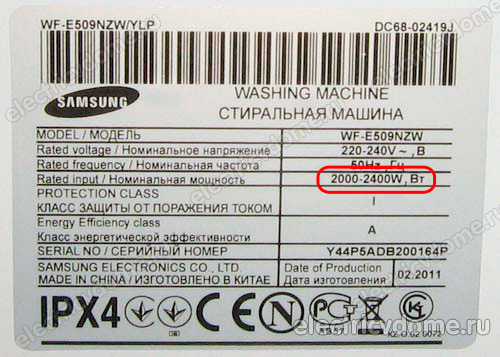 WF-E509NZW/YLP DC68-02419J
SAMSUNG
WASHING MACHINE
СТИРАЛЬНАЯ МАШИНА
MODEL / МОДЕЛЬ WF-E509NZW
Rated voltage / Номинальное напряжение 220-240V ~, В
Rated frequency / Номинальная частота 50Hz, Гц
Rated input / Номинальная мощность 2000-2400W, Вт
PROTECTION CLASS
КЛАСС ЗАЩИТЫ ОТ ПОРАЖЕНИЯ ТОКОМ I
Energy Efficiency class
Класс энергетической эффективности A
SERIAL NO / СЕРИЙНЫЙ НОМЕР Y44P5ADB200164P
SAMSUNG ELECTRONICS CO., LTD.
MADE IN CHINA / ИЗГОТОВЛЕНО В КИТАЕ
Date of Production
/ Дата изготовления
02.2011
IPX4
electricvdome.ru